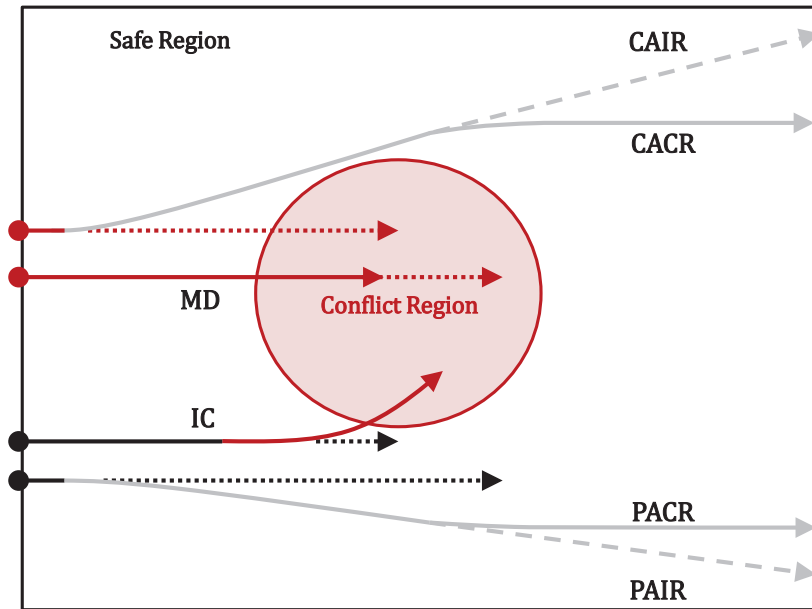 Safe Region
CAIR
CACR
MD
Conflict Region
IC
PACR
PAIR